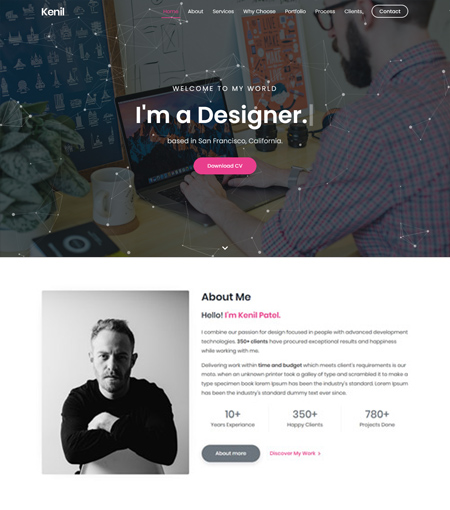 Kenil
Home About Services Why Choose Portfolio Process Clients Contact
WELCOME TO MY WORLD
I'm a Designer.
based in San Francisco, California.
Download CV
About Me
Hello! I'm Kenil Patel.
I combine our passion for design focused in people with advanced development
technologies. 350+ clients have procured exceptional results and happiness
while working with me.
Delivering work within time and budget which meets client's requirements is our
moto. when an unknown printer took a galley of type and scrambled it to make a
type specimen book lorem Ipsum has been the industry's standard. Lorem Ipsum
has been the industry's standard dummy text ever since.
10+ 350+ 780+
Years Experiance Happy Clients Projects Done
About more Discover My Work >